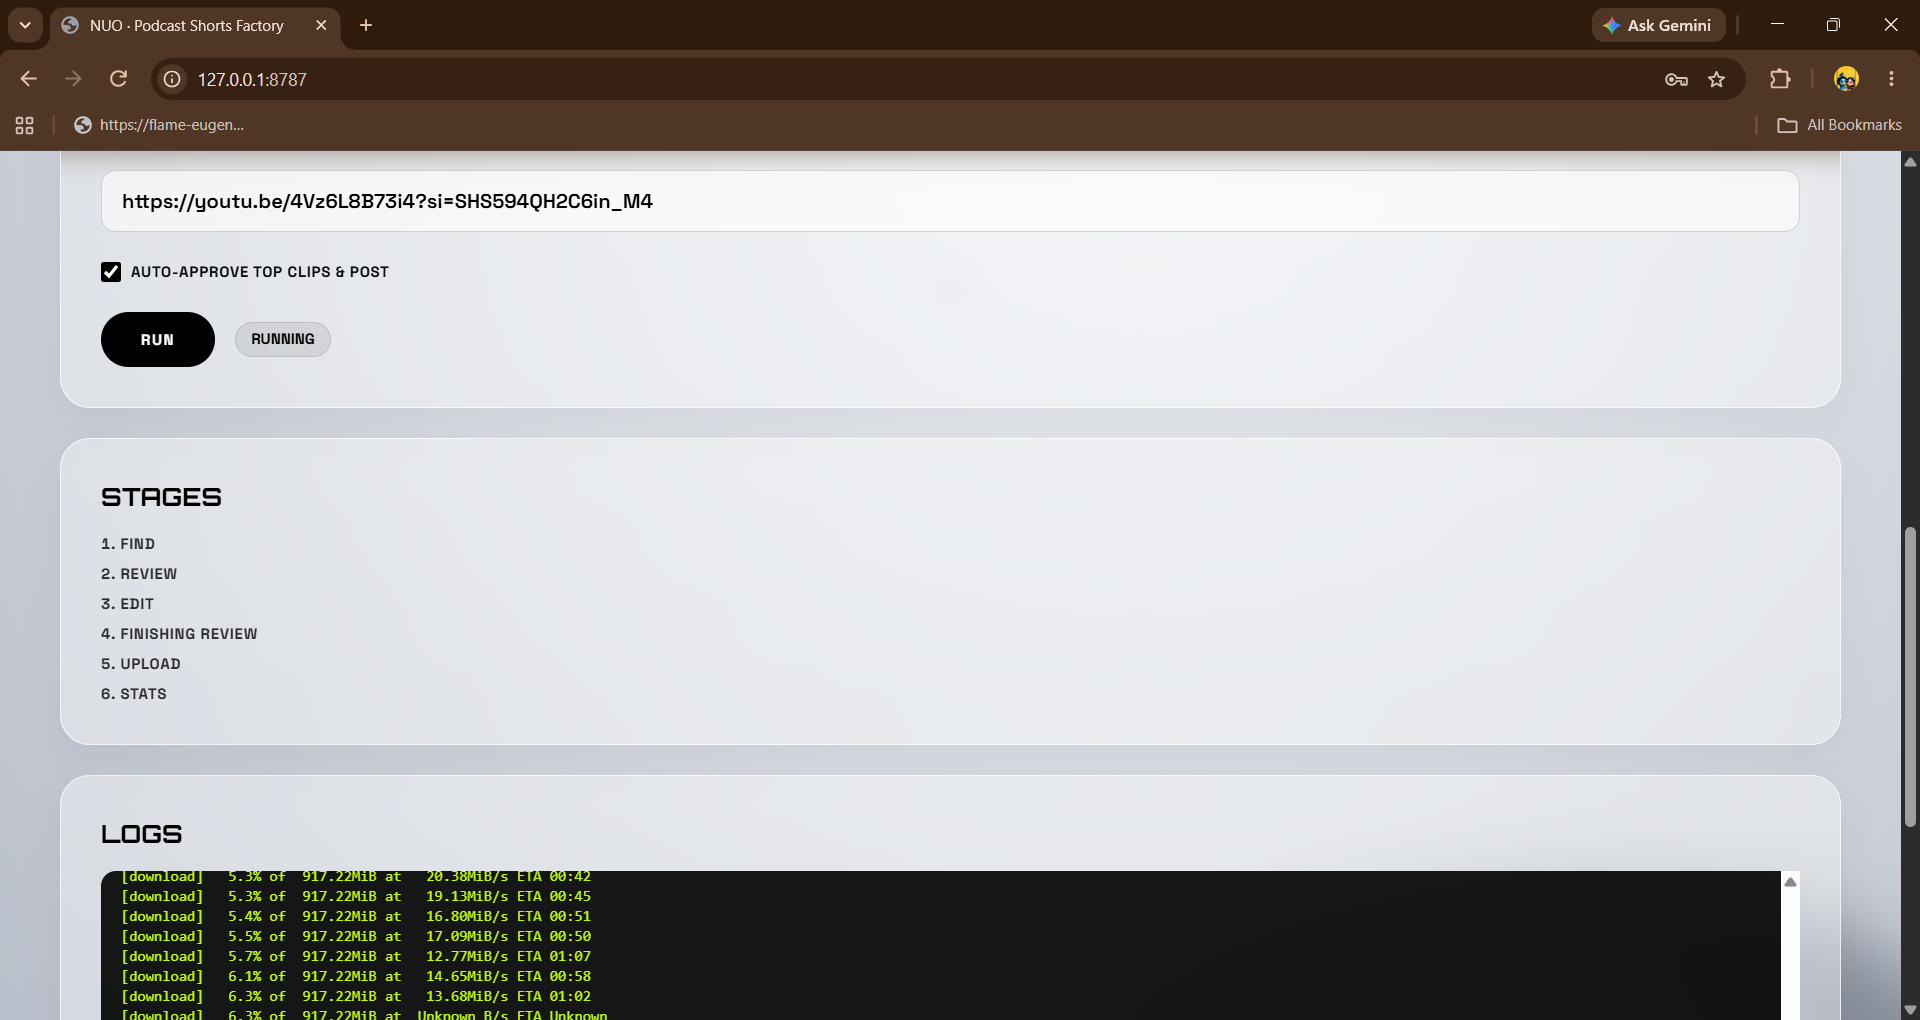 NUO · Podcast Shorts Factory
Ask Gemini
127.0.0.1:8787
https://flame-eugen...
All Bookmarks
https://youtu.be/4Vz6L8B73i4?si=SHS594QH2C6in_M4
AUTO-APPROVE TOP CLIPS & POST
RUN
RUNNING
STAGES
1. FIND
2. REVIEW
3. EDIT
4. FINISHING REVIEW
5. UPLOAD
6. STATS
LOGS
[download]   5.3% of  917.22MiB at   20.38MiB/s ETA 00:42
[download]   5.3% of  917.22MiB at   19.13MiB/s ETA 00:45
[download]   5.4% of  917.22MiB at   16.80MiB/s ETA 00:51
[download]   5.5% of  917.22MiB at   17.09MiB/s ETA 00:50
[download]   5.7% of  917.22MiB at   12.77MiB/s ETA 01:07
[download]   6.1% of  917.22MiB at   14.65MiB/s ETA 00:58
[download]   6.3% of  917.22MiB at   13.68MiB/s ETA 01:02
[download]   6.3% of  917.22MiB at  Unknown B/s ETA Unknown